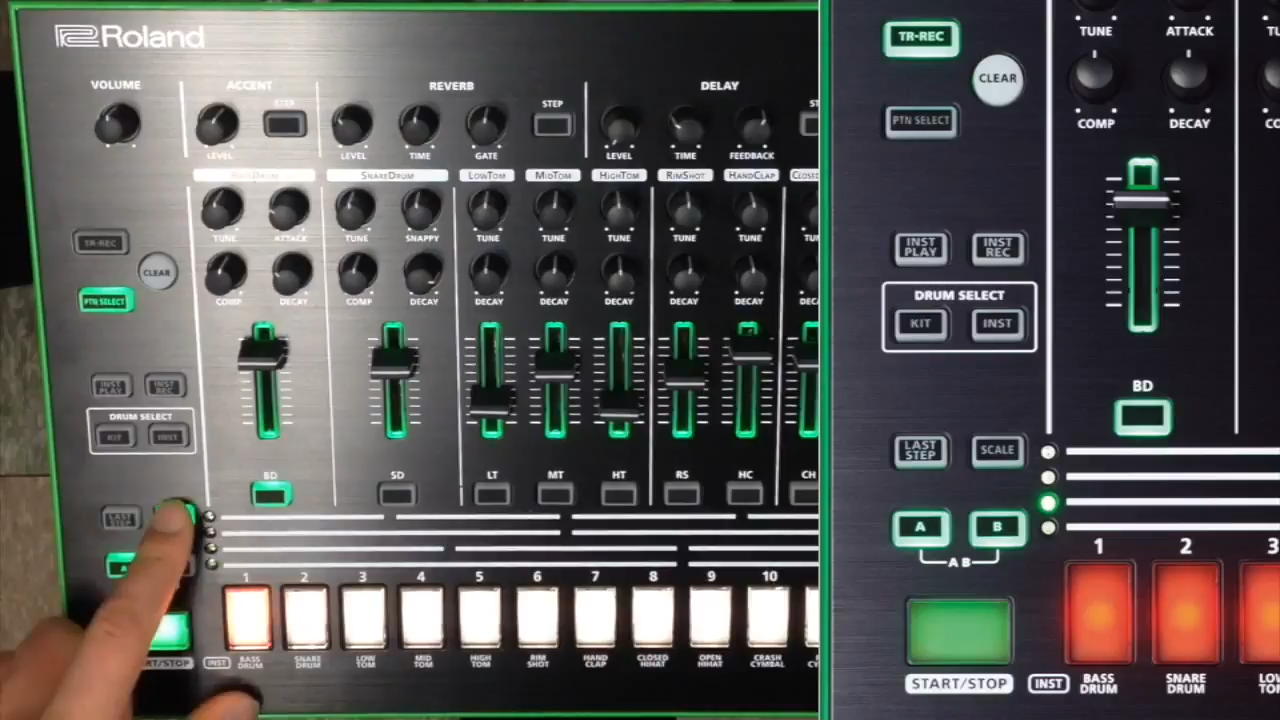 Roland
VOLUME
ACCENT
REVERB
DELAY
STEP
STEP
LEVEL
LEVEL
TIME
GATE
LEVEL
TIME
FEEDBACK
BASSDRUM
SNAREDRUM
LOWTOM
MIDTOM
HIGHTOM
RIMSHOT
HANDCLAP
TUNE
ATTACK
TUNE
SNAPPY
TUNE
TUNE
TUNE
TUNE
TUNE
TR-REC
CLEAR
PTN SELECT
COMP
DECAY
COMP
DECAY
DECAY
DECAY
DECAY
DECAY
DECAY
INST PLAY
INST REC
DRUM SELECT
KIT
INST
BD
SD
LT
MT
HT
RS
HC
CH
LAST STEP
A
1 2 3 4 5 6 7 8 9 10
RT/STOP
INST
BASS DRUM
SNARE DRUM
LOW TOM
MID TOM
HIGH TOM
RIM SHOT
HAND CLAP
CLOSED HIHAT
OPEN HIHAT
CRASH CYMBAL
TR-REC
CLEAR
PTN SELECT
TUNE
ATTACK
COMP
DECAY
INST PLAY
INST REC
DRUM SELECT
KIT
INST
BD
LAST STEP
SCALE
A
B
A B
1 2 3
START/STOP
INST
BASS DRUM
SNARE DRUM